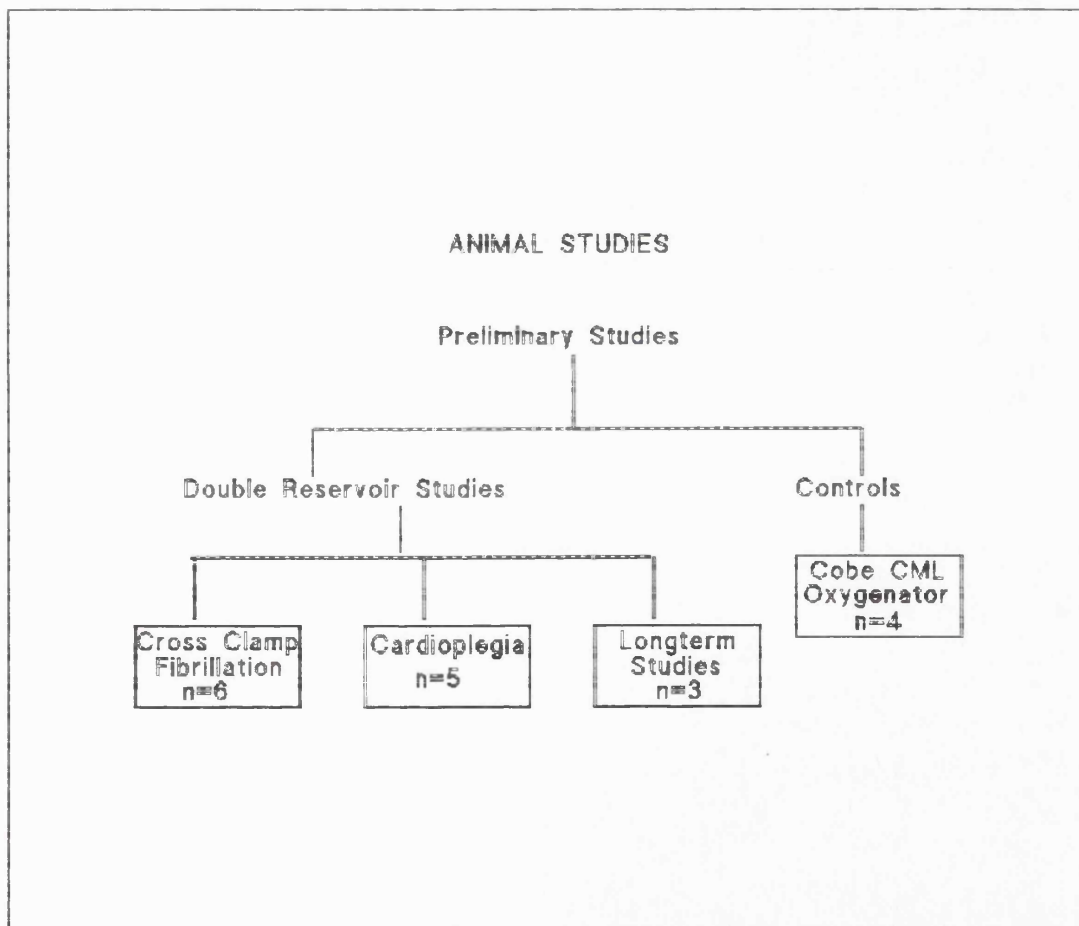 ANIMAL STUDIES
Preliminary Studies
Double Reservoir Studies
Controls
Cross Clamp
Fibrillation
n=6
Cardioplegia
n=5
Longterm
Studies
n=3
Cobe CML
Oxygenator
n=4